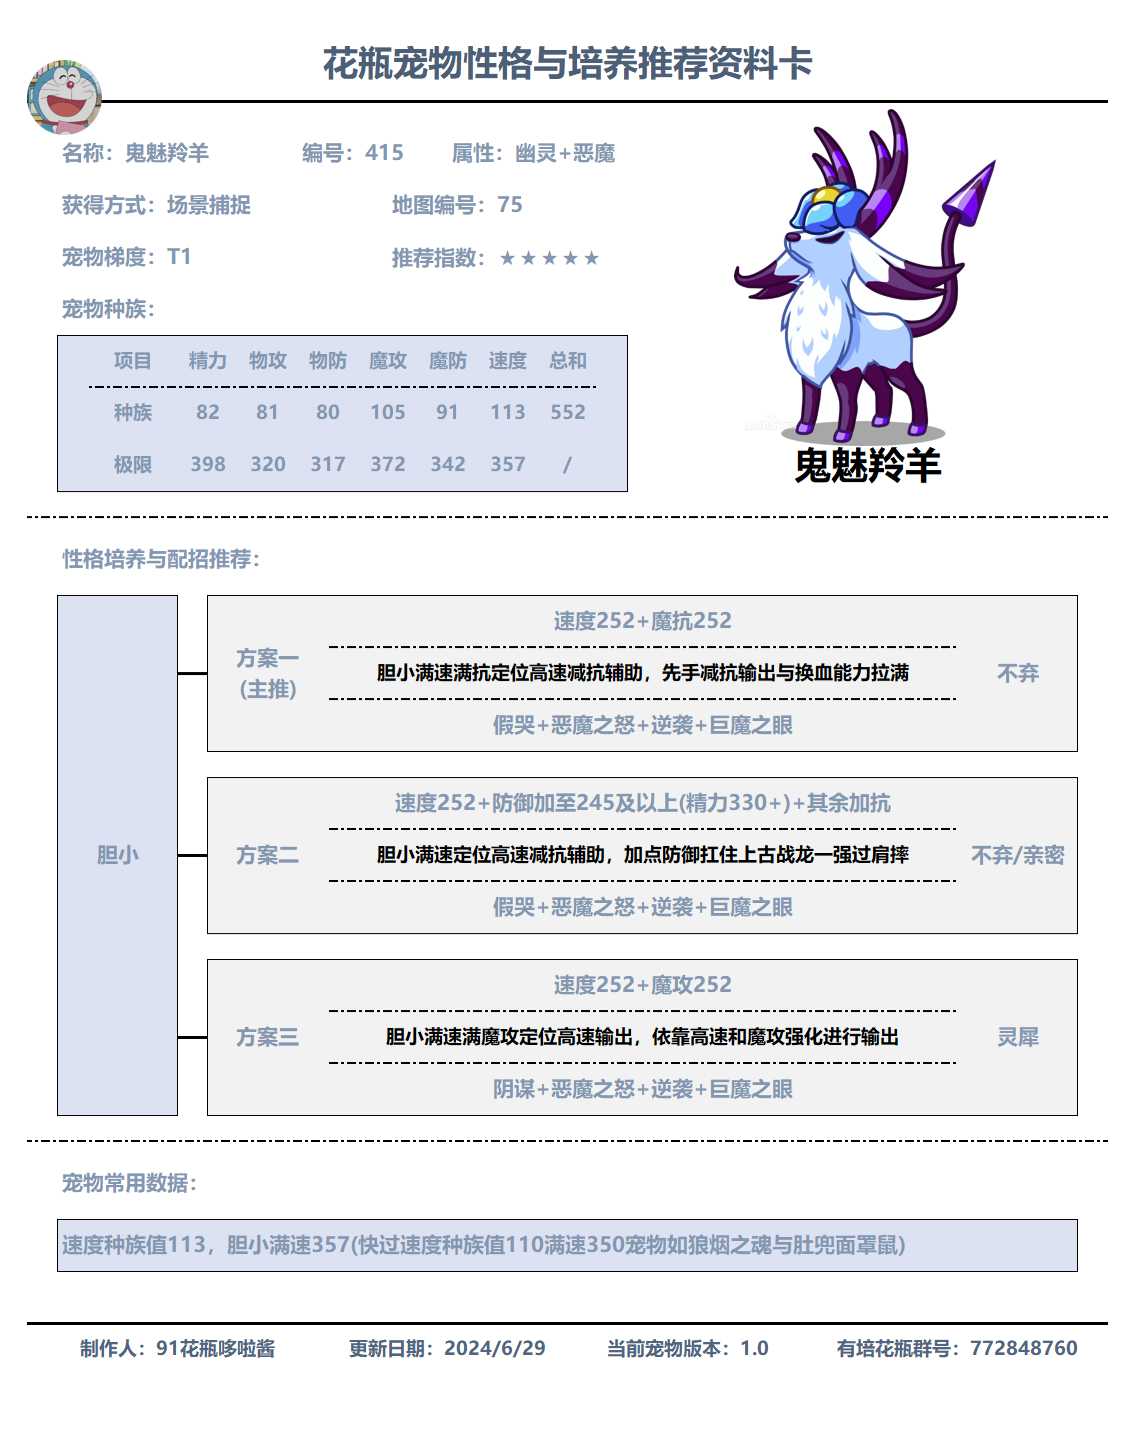 花瓶宠物性格与培养推荐资料卡
名称：鬼魅羚羊 编号：415 属性：幽灵+恶魔
获得方式：场景捕捉 地图编号：75
宠物梯度：T1 推荐指数：★★★★★
宠物种族：
项目 精力 物攻 物防 魔攻 魔防 速度 总和
种族 82 81 80 105 91 113 552
极限 398 320 317 372 342 357 /
鬼魅羚羊
性格培养与配招推荐：
胆小
方案一
(主推)
速度252+魔抗252
胆小满速满抗定位高速减抗辅助，先手减抗输出与换血能力拉满
假哭+恶魔之怒+逆袭+巨魔之眼
不弃
方案二
速度252+防御加至245及以上(精力330+)+其余加抗
胆小满速定位高速减抗辅助，加点防御扛住上古战龙一强过肩摔
假哭+恶魔之怒+逆袭+巨魔之眼
不弃/亲密
方案三
速度252+魔攻252
胆小满速满魔攻定位高速输出，依靠高速和魔攻强化进行输出
阴谋+恶魔之怒+逆袭+巨魔之眼
灵犀
宠物常用数据：
速度种族值113，胆小满速357(快过速度种族值110满速350宠物如狼烟之魂与肚兜面罩鼠)
制作人：91花瓶哆啦酱 更新日期：2024/6/29 当前宠物版本：1.0 有培花瓶群号：772848760